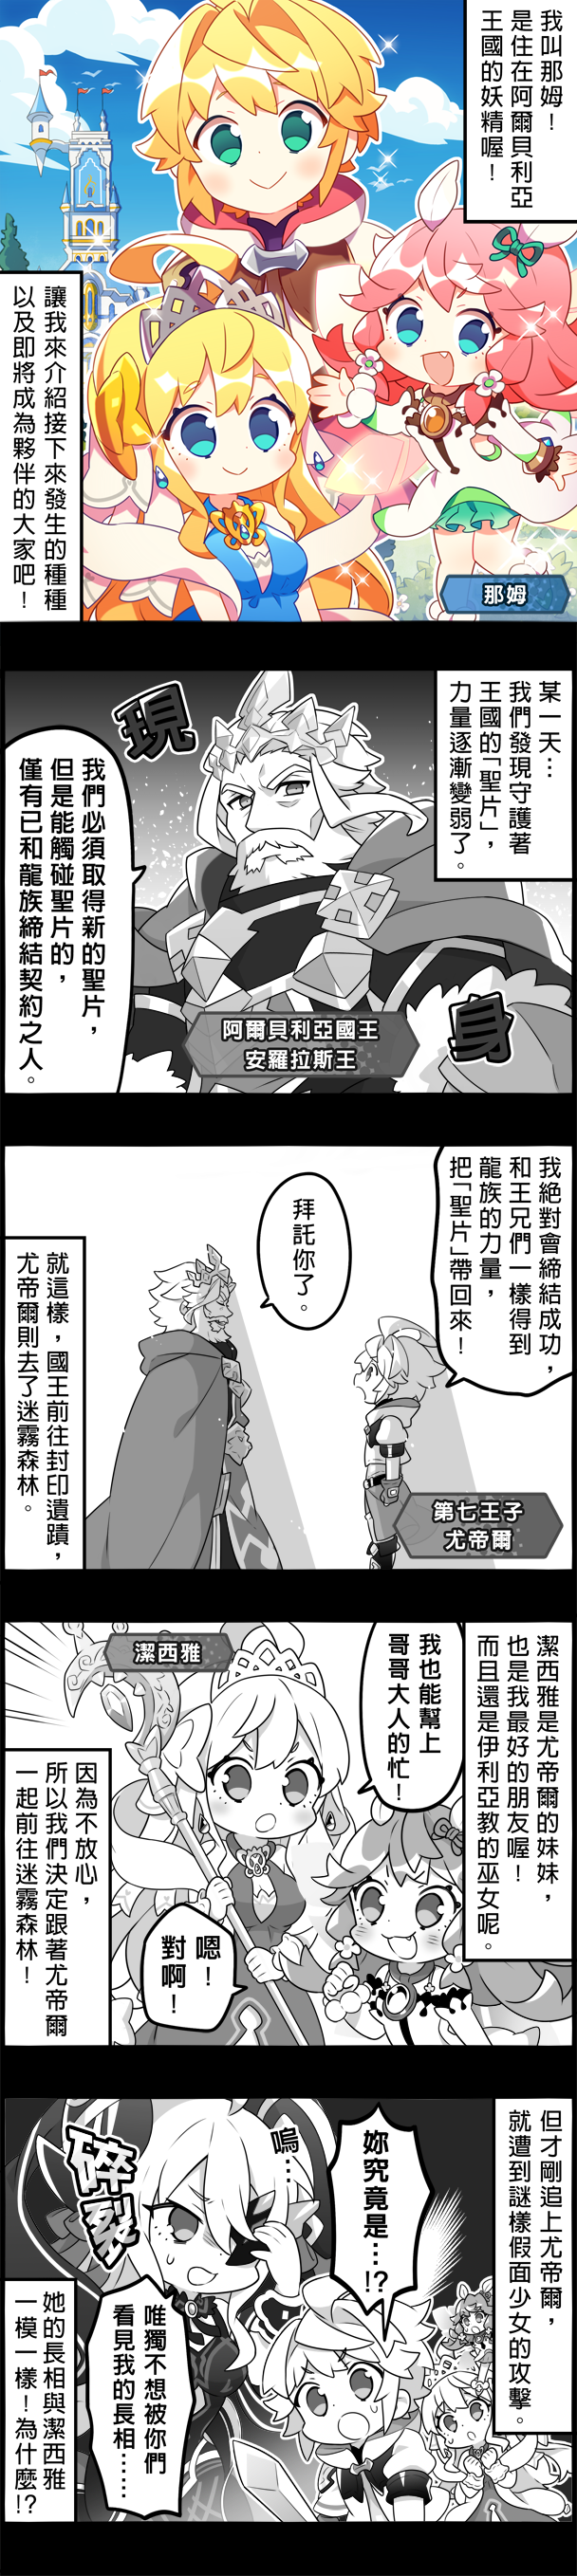 我叫那姆！
是住在阿爾貝利亞
王國的妖精喔！
讓我來介紹接下來發生的種種
以及即將成為夥伴的大家吧！
那姆
某一天…
我們發現守護著
王國的「聖片」，
力量逐漸變弱了。
現
身
我們必須取得新的聖片，
但是能觸碰聖片的，
僅有已和龍族締結契約之人。
阿爾貝利亞國王
安羅拉斯王
我絕對會締結成功，
和王兄們一樣得到
龍族的力量，
把「聖片」帶回來！
拜託你了。
第七王子
尤帝爾
就這樣，國王前往封印遺蹟，
尤帝爾則去了迷霧森林。
潔西雅是尤帝爾的妹妹，
也是我最好的朋友喔！
而且還是伊利亞教的巫女呢。
我也能幫上
哥哥大人的忙！
潔西雅
嗯！
對啊！
因為不放心，
所以我們決定跟著尤帝爾
一起前往迷霧森林！
但才剛追上尤帝爾，
就遭到謎樣假面少女的攻擊。
妳究竟是…!?
嗚…
碎裂
唯獨不想被你們
看見我的長相……
她的長相與潔西雅
一模一樣！為什麼!?